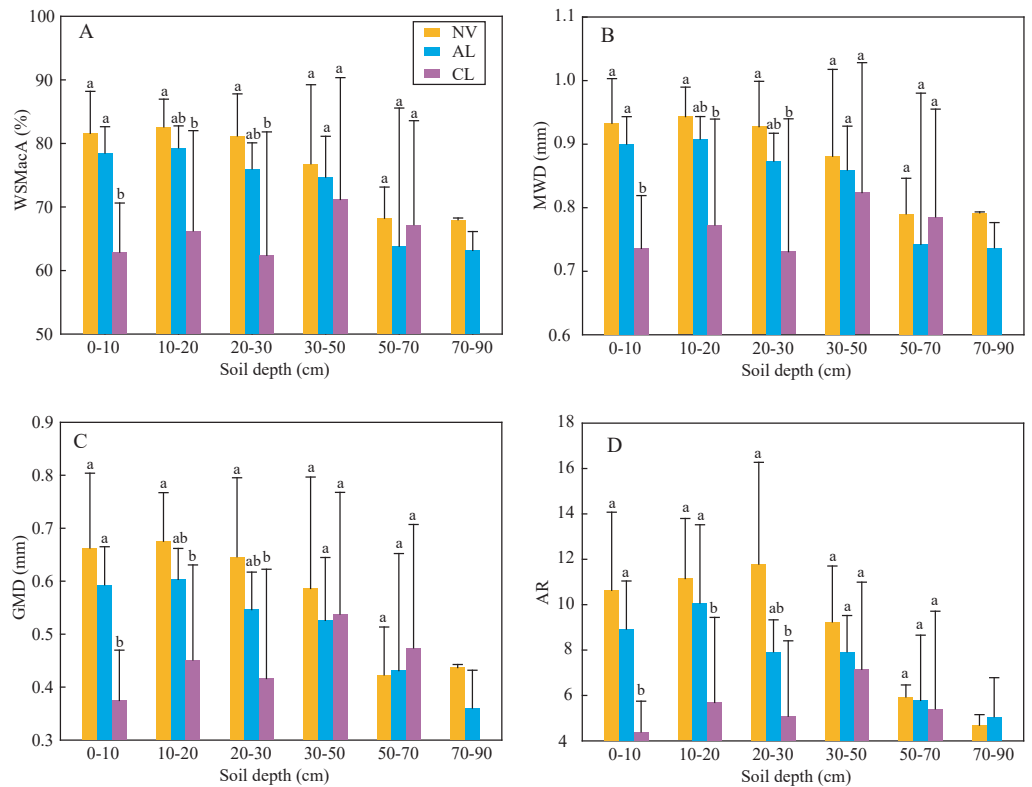 A
NV
AL
CL
100
90
80
70
60
50
WSMacA (%)
a a b
a ab b
a ab b
a a a
a a a
0-10 10-20 20-30 30-50 50-70 70-90
Soil depth (cm)
B
1.1
1.0
0.9
0.8
0.7
0.6
MWD (mm)
a a b
a ab b
a ab b
a a a
a a a
0-10 10-20 20-30 30-50 50-70 70-90
Soil depth (cm)
C
0.9
0.8
0.7
0.6
0.5
0.4
0.3
GMD (mm)
a a b
a ab b
a ab b
a a a
a a a
0-10 10-20 20-30 30-50 50-70 70-90
Soil depth (cm)
D
18
16
14
12
10
8
6
4
AR
a a b
a a b
a ab b
a a a
a a a
0-10 10-20 20-30 30-50 50-70 70-90
Soil depth (cm)